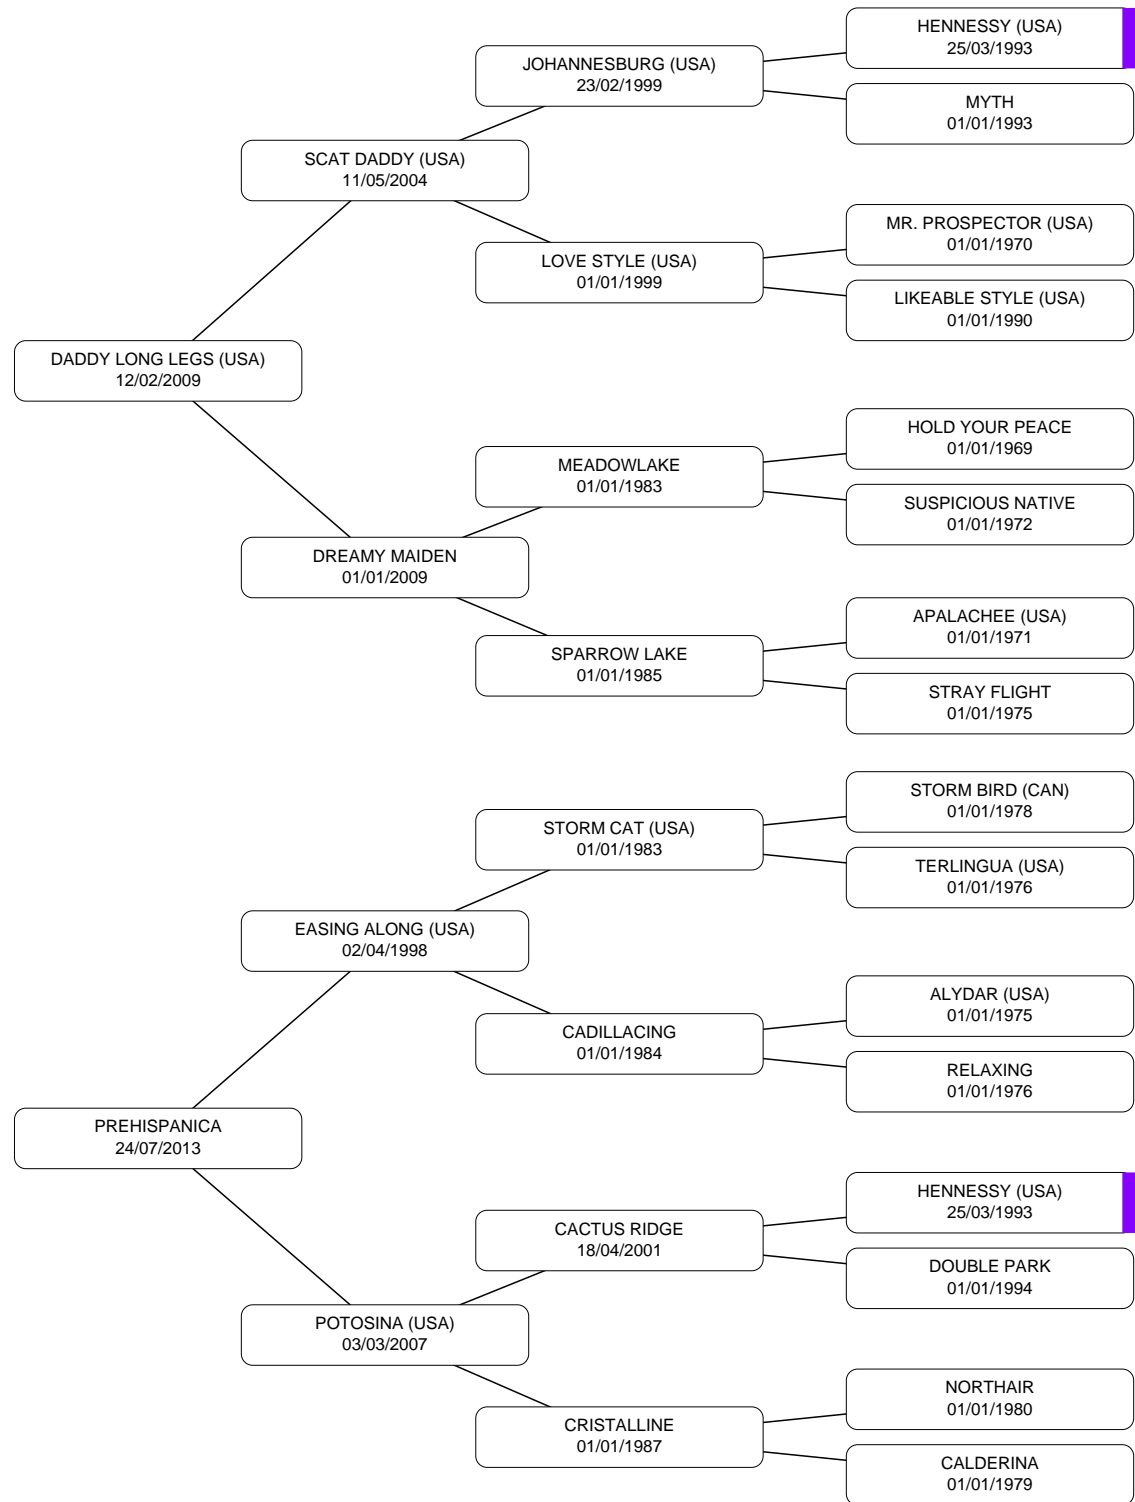 HENNESSY (USA)
25/03/1993
JOHANNESBURG (USA)
23/02/1999
MYTH
01/01/1993
SCAT DADDY (USA)
11/05/2004
MR. PROSPECTOR (USA)
01/01/1970
LOVE STYLE (USA)
01/01/1999
LIKEABLE STYLE (USA)
01/01/1990
DADDY LONG LEGS (USA)
12/02/2009
HOLD YOUR PEACE
01/01/1969
MEADOWLAKE
01/01/1983
SUSPICIOUS NATIVE
01/01/1972
DREAMY MAIDEN
01/01/2009
APALACHEE (USA)
01/01/1971
SPARROW LAKE
01/01/1985
STRAY FLIGHT
01/01/1975
STORM BIRD (CAN)
01/01/1978
STORM CAT (USA)
01/01/1983
TERLINGUA (USA)
01/01/1976
EASING ALONG (USA)
02/04/1998
ALYDAR (USA)
01/01/1975
CADILLACING
01/01/1984
RELAXING
01/01/1976
PREHISPANICA
24/07/2013
HENNESSY (USA)
25/03/1993
CACTUS RIDGE
18/04/2001
DOUBLE PARK
01/01/1994
POTOSINA (USA)
03/03/2007
NORTHAIR
01/01/1980
CRISTALLINE
01/01/1987
CALDERINA
01/01/1979